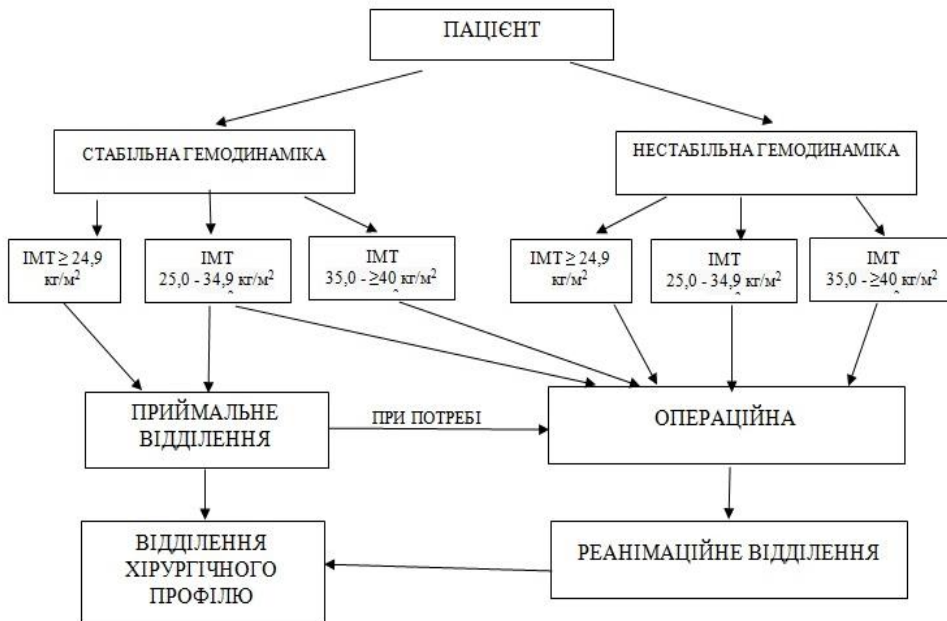 ПАЦІЄНТ
СТАБІЛЬНА ГЕМОДИНАМІКА
НЕСТАБІЛЬНА ГЕМОДИНАМІКА
ІМТ ≥ 24,9
кг/м²
ІМТ
25,0 - 34,9 кг/м²
ІМТ
35,0 - ≥40 кг/м²
ІМТ ≥ 24,9
кг/м²
ІМТ
25,0 - 34,9 кг/м²
ІМТ
35,0 - ≥40 кг/м²
ПРИЙМАЛЬНЕ
ВІДДІЛЕННЯ
ПРИ ПОТРЕБІ
ОПЕРАЦІЙНА
ВІДДІЛЕННЯ
ХІРУРГІЧНОГО
ПРОФІЛЮ
РЕАНІМАЦІЙНЕ ВІДДІЛЕННЯ